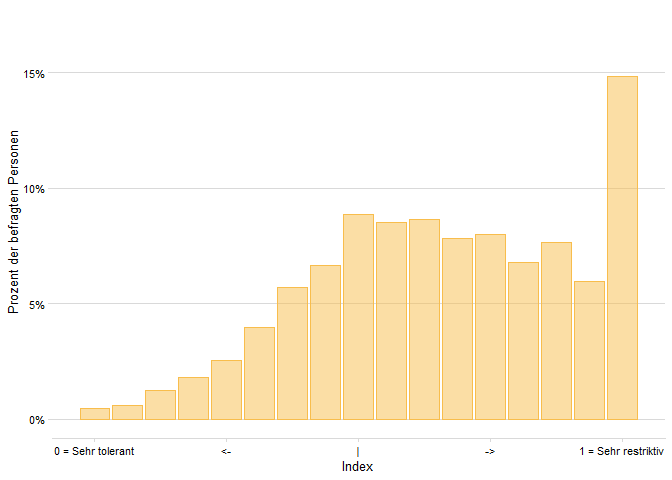 15%
10%
5%
0%
Prozent der befragten Personen
0 = Sehr tolerant
<-
|
->
1 = Sehr restriktiv
Index